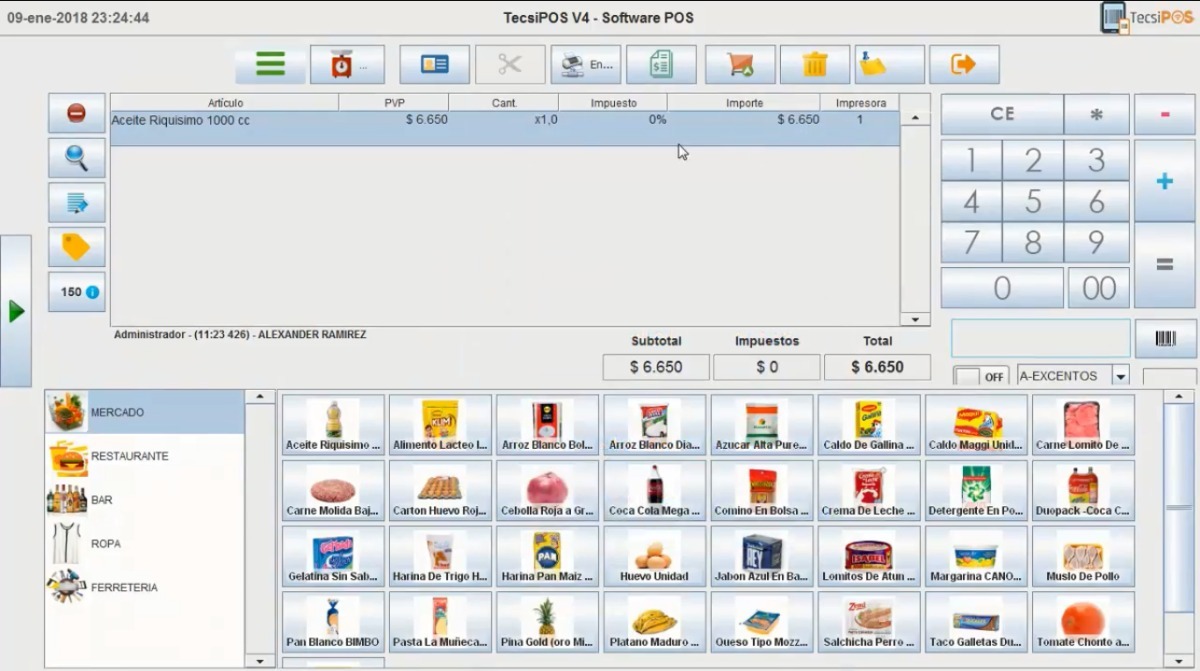 09-ene-2018 23:24:44
TecsiPOS V4 - Software POS
TecsiPOS
...
En...
Artículo PVP Cant. Impuesto Importe Impresora
Aceite Riquisimo 1000 cc $ 6.650 x1,0 0% $ 6.650 1
CE * -
1 2 3
+
4 5 6
7 8 9
=
0 00
150
Administrador - (11:23 426) - ALEXANDER RAMIREZ
Subtotal Impuestos Total
$ 6.650 $ 0 $ 6.650
OFF A-EXCENTOS
MERCADO
RESTAURANTE
BAR
ROPA
FERRETERIA
Aceite Riquisimo ... Alimento Lacteo I... Arroz Blanco Bol... Arroz Blanco Dia... Azucar Alta Pure... Caldo De Gallina ... Caldo Maggi Unid... Carne Lomito De ...
Carne Molida Baj... Carton Huevo Roj... Cebolla Roja a Gr... Coca Cola Mega ... Comino En Bolsa ... Crema De Leche ... Detergente En Po... Duopack -Coca C...
Gelatina Sin Sab... Harina De Trigo H... Harina Pan Maiz ... Huevo Unidad Jabon Azul En Ba... Lomitos De Atun ... Margarina CANO... Muslo De Pollo
Pan Blanco BIMBO Pasta La Muñeca... Pina Gold (oro Mi... Platano Maduro ... Queso Tipo Mozz... Salchicha Perro ... Taco Galletas Du... Tomate Chonto a...